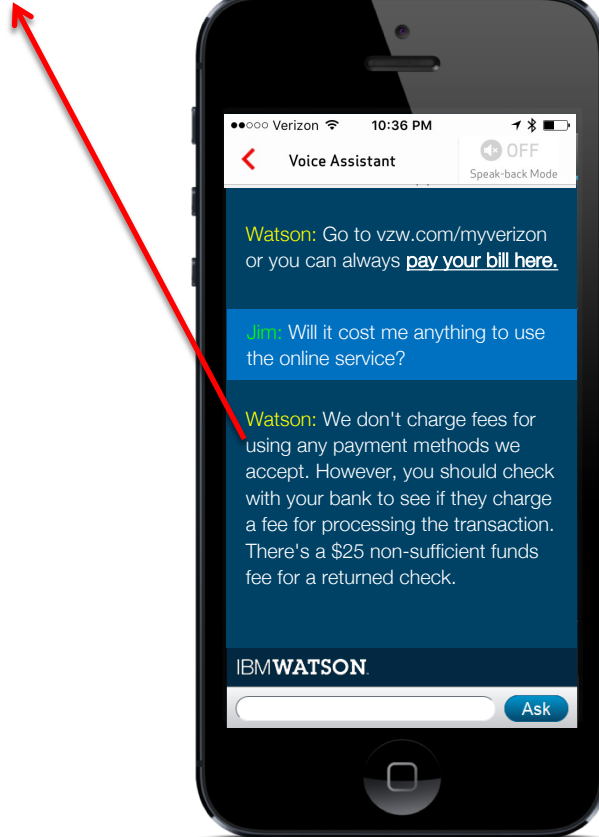 Verizon 10:36 PM
Voice Assistant
OFF
Speak-back Mode
Watson: Go to vzw.com/myverizon
or you can always pay your bill here.
Jim: Will it cost me anything to use
the online service?
Watson: We don't charge fees for
using any payment methods we
accept. However, you should check
with your bank to see if they charge
a fee for processing the transaction.
There's a $25 non-sufficient funds
fee for a returned check.
IBMWATSON.
Ask